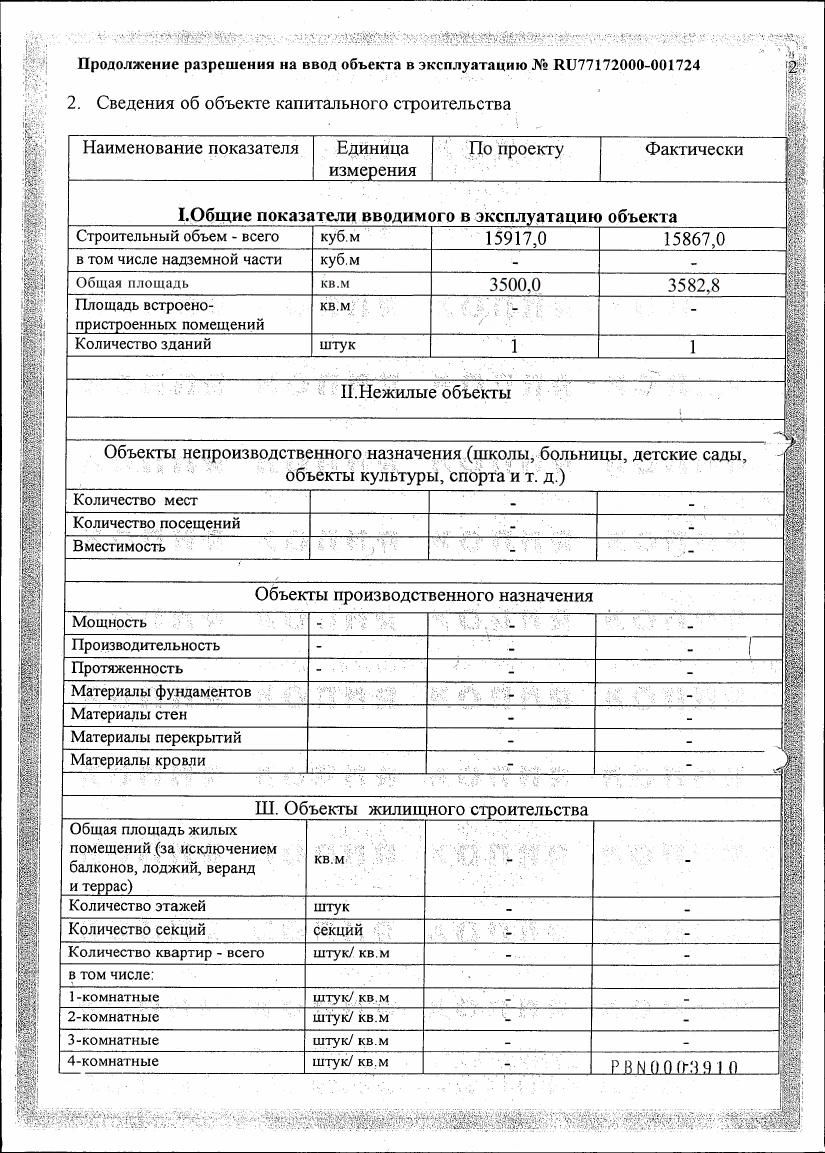 Продолжение разрешения на ввод объекта в эксплуатацию № RU77172000-001724
2
2. Сведения об объекте капитального строительства
Наименование показателя Единица измерения По проекту Фактически
I.Общие показатели вводимого в эксплуатацию объекта
Строительный объем - всего куб.м 15917,0 15867,0
в том числе надземной части куб.м - -
Общая площадь кв.м 3500,0 3582,8
Площадь встроено-
пристроенных помещений кв.м - -
Количество зданий штук 1 1
II.Нежилые объекты
Объекты непроизводственного назначения (школы, больницы, детские сады,
объекты культуры, спорта и т. д.)
Количество мест - -
Количество посещений - -
Вместимость - -
Объекты производственного назначения
Мощность - - -
Производительность - - -
Протяженность - - -
Материалы фундаментов - -
Материалы стен - -
Материалы перекрытий - -
Материалы кровли - -
Ш. Объекты жилищного строительства
Общая площадь жилых
помещений (за исключением
балконов, лоджий, веранд
и террас) кв.м - -
Количество этажей штук - -
Количество секций секций - -
Количество квартир - всего штук/ кв.м - -
в том числе:
1-комнатные штук/ кв.м - -
2-комнатные штук/ кв.м - -
3-комнатные штук/ кв.м - -
4-комнатные штук/ кв.м -
PBN0003910